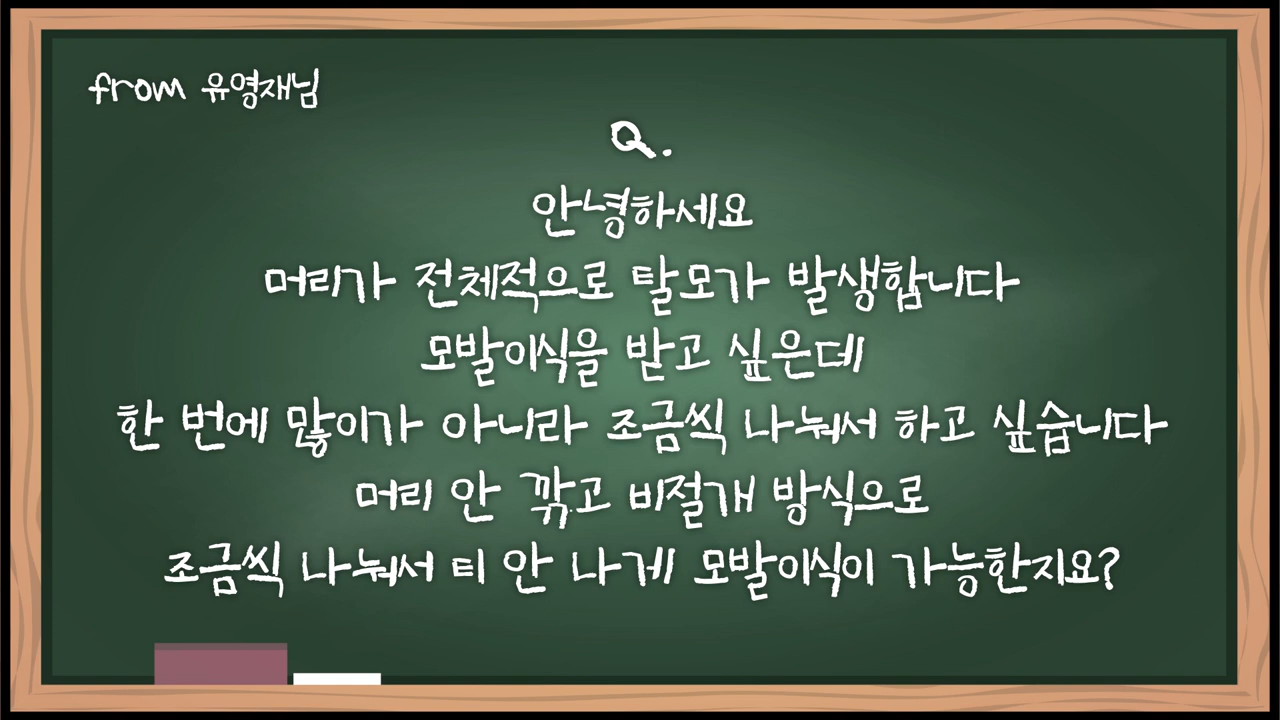 from 유영재님
Q.
안녕하세요
머리가 전체적으로 탈모가 발생합니다
모발이식을 받고 싶은데
한 번에 많이가 아니라 조금씩 나눠서 하고 싶습니다
머리 안 깎고 비절개 방식으로
조금씩 나눠서 티 안 나게 모발이식이 가능한지요?